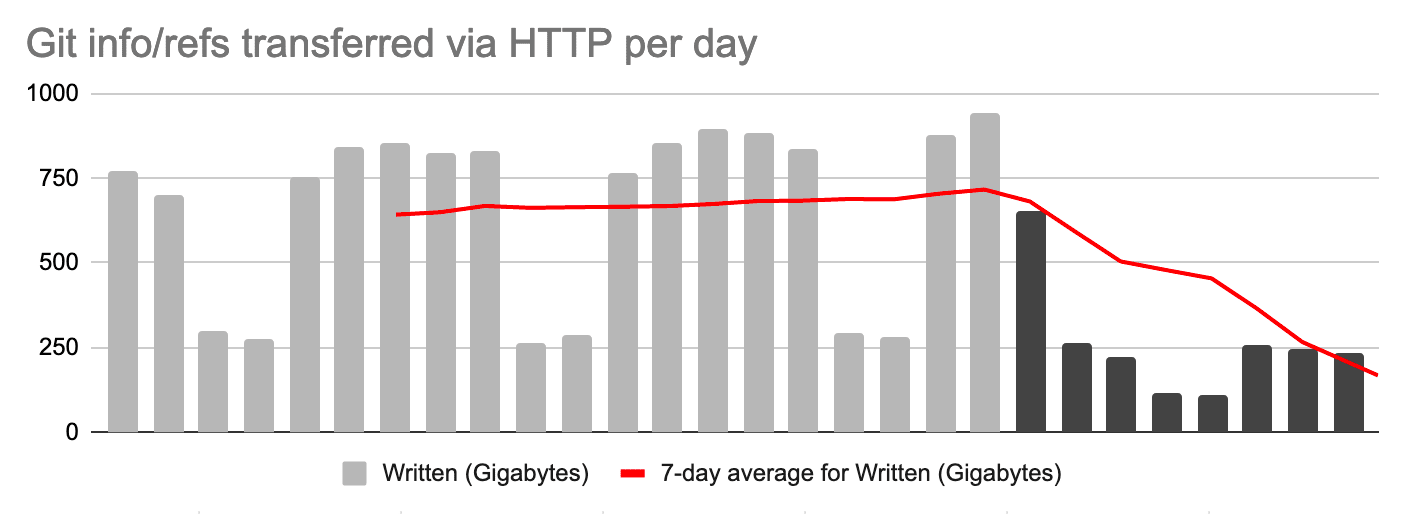 Git info/refs transferred via HTTP per day
1000
750
500
250
0
Written (Gigabytes) 7-day average for Written (Gigabytes)